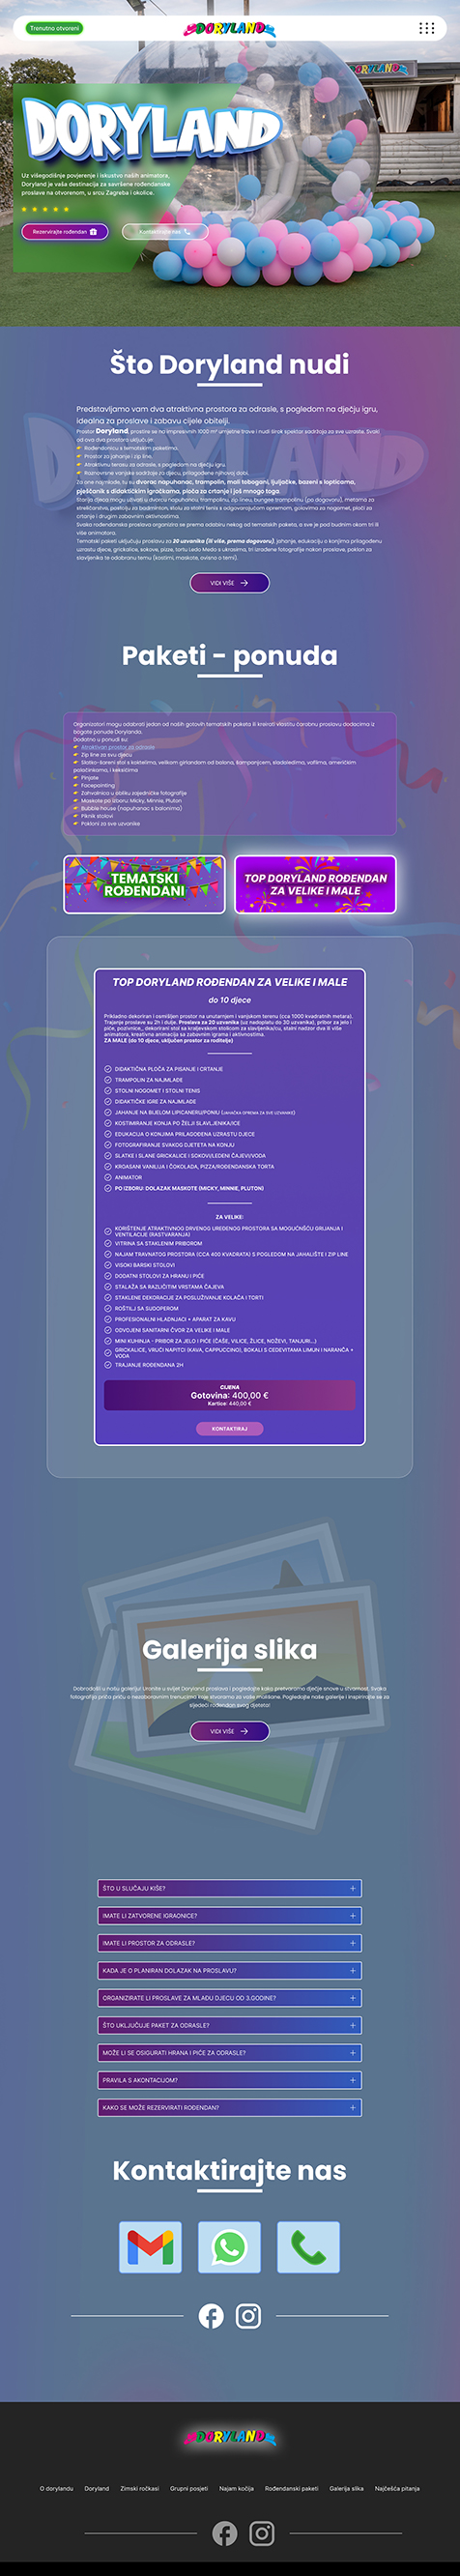 Trenutno otvoreni
DORYLAND
DORYLAND
DORYLAND
Uz višegodišnje povjerenje i iskustvo naših animatora,
Doryland je vaša destinacija za savršene rođendanske
proslave na otvorenom, u srcu Zagreba i okolice.
Rezervirajte rođendan
Kontaktirajte nas
Što Doryland nudi
DORYLAND
Predstavljamo vam dva atraktivna prostora za odrasle, s pogledom na dječju igru,
idealna za proslave i zabavu cijele obitelji.
Prostor Doryland, prostire se na impresivnih 1000 m² umjetne trave i nudi širok spektar sadržaja za sve uzraste. Svaki
od ova dva prostora uključuje:
Rođendonicu s tematskim paketima.
Prostor za jahanje i zip line.
Atraktivnu terasu za odrasle, s pogledom na dječju igru.
Raznovrsne vanjske sadržaje za djecu, prilagođene njihovoj dobi.
Za one najmlađe, tu su dvorac napuhanac, trampolin, mali tobogani, ljuljačke, bazeni s lopticama,
pješčanik s didaktičkim igračkama, ploča za crtanje i još mnogo toga.
Starija djeca mogu uživati u dvorcu napuhancu, trampolinu, zip lineu, bungee trampolinu (po dogovoru), metama za
streličarstvo, postolju za badminton, stolu za stolni tenis s odgovarajućom opremom, golovima za nogomet, ploči za
crtanje i drugim zabavnim aktivnostima.
Svaka rođendanska proslava organizira se prema odabiru nekog od tematskih paketa, a sve je pod budnim okom tri ili
više animatora.
Tematski paketi uključuju proslavu za 20 uzvanika (ili više, prema dogovoru), jahanje, edukaciju o konjima prilagođenu
uzrastu djece, grickalice, sokove, pizze, tortu Ledo Medo s ukrasima, tri izrađene fotografije nakon proslave, poklon za
slavljenika te odabranu temu (kostimi, maskote, ovisno o temi).
VIDI VIŠE
Paketi - ponuda
Organizatori mogu odabrati jedan od naših gotovih tematskih paketa ili kreirati vlastitu čarobnu proslavu dodacima iz
bogate ponude Dorylanda.
Dodatno u ponudi su:
Atraktivan prostor za odrasle
Zip line za svu djecu
Slatko-šareni stol s koktelima, velikom girlandom od balona, šampanjcem, sladoledima, vaflima, američkim
palačinkama, i keksićima
Pinjate
Facepainting
Zahvalnica u obliku zajedničke fotografije
Maskote po izboru: Micky, Minnie, Pluton
Bubble house (napuhanac s balonima)
Piknik stolovi
Pokloni za sve uzvanike
TEMATSKI
ROĐENDANI
TOP DORYLAND ROĐENDAN
ZA VELIKE I MALE
TOP DORYLAND ROĐENDAN ZA VELIKE I MALE
do 10 djece
Prikladno dekoriran i osmišljen prostor na unutarnjem i vanjskom terenu (cca 1000 kvadratnih metara).
Trajanje proslave su 2h i dulje. Proslava za 20 uzvanika (uz nadoplatu do 30 uzvanika), pribor za jelo i
piće, pozivnice,, dekorirani stol sa kraljevskom stolicom za slavljenika/cu, stalni nadzor dva ili više
animatora, kreativna animacija sa zabavnim igrama i aktivnostima.
ZA MALE (do 10 djece, uključen prostor za roditelje)
DIDAKTIČNA PLOČA ZA PISANJE I CRTANJE
TRAMPOLIN ZA NAJMLAĐE
STOLNI NOGOMET I STOLNI TENIS
DIDAKTIČKE IGRE ZA NAJMLAĐE
JAHANJE NA BIJELOM LIPICANERU/PONIJU (JAHAĆKA OPREMA ZA SVE UZVANIKE)
KOSTIMIRANJE KONJA PO ŽELJI SLAVLJENIKA/ICE
EDUKACIJA O KONJIMA PRILAGOĐENA UZRASTU DJECE
FOTOGRAFIRANJE SVAKOG DJETETA NA KONJU
SLATKE I SLANE GRICKALICE I SOKOVI/LEDENI ČAJEVI/VODA
KROASANI VANILIJA I ČOKOLADA, PIZZA/ROĐENDANSKA TORTA
ANIMATOR
PO IZBORU: DOLAZAK MASKOTE (MICKY, MINNIE, PLUTON)
ZA VELIKE:
KORIŠTENJE ATRAKTIVNOG DRVENOG UREĐENOG PROSTORA SA MOGUĆNŠĆU GRIJANJA I
VENTILACIJE (RASTVARANJA)
VITRINA SA STAKLENIM PRIBOROM
NAJAM TRAVNATOG PROSTORA (CCA 400 KVADRATA) S POGLEDOM NA JAHALIŠTE I ZIP LINE
VISOKI BARSKI STOLOVI
DODATNI STOLOVI ZA HRANU I PIĆE
STALAŽA SA RAZLIČITIM VRSTAMA ČAJEVA
STAKLENE DEKORACIJE ZA POSLUŽIVANJE KOLAČA I TORTI
ROŠTILJ SA SUDOPEROM
PROFESIONALNI HLADNJACI + APARAT ZA KAVU
ODVOJENI SANITARNI ČVOR ZA VELIKE I MALE
MINI KUHINJA - PRIBOR ZA JELO I PIĆE (ČAŠE, VILICE, ŽLICE, NOŽEVI, TANJURI...)
GRICKALICE, VRUĆI NAPITCI (KAVA, CAPPUCCINO), BOKALI S CEDEVITAMA LIMUN I NARANČA +
VODA
TRAJANJE ROĐENDANA 2H
CIJENA
Gotovina: 400,00 €
Kartice: 440,00 €
KONTAKTIRAJ
Galerija slika
Dobrodošli u našu galeriju! Uronite u svijet Doryland proslava i pogledajte kako pretvaramo dječje snove u stvarnost. Svaka
fotografija priča priču o nezaboravnim trenucima koje stvaramo za vaše mališane. Pogledajte naše galerije i inspirirajte se za
sljedeći rođendan svog djeteta!
VIDI VIŠE
ŠTO U SLUČAJU KIŠE?
IMATE LI ZATVORENE IGRAONICE?
IMATE LI PROSTOR ZA ODRASLE?
KADA JE O PLANIRAN DOLAZAK NA PROSLAVU?
ORGANIZIRATE LI PROSLAVE ZA MLAĐU DJECU OD 3.GODINE?
ŠTO UKLJUČUJE PAKET ZA ODRASLE?
MOŽE LI SE OSIGURATI HRANA I PIĆE ZA ODRASLE?
PRAVILA S AKONTACIJOM?
KAKO SE MOŽE REZERVIRATI ROĐENDAN?
Kontaktirajte nas
DORYLAND
O dorylandu
Doryland
Zimski ročkasi
Grupni posjeti
Najam kočija
Rođendanski paketi
Galerija slika
Najčešća pitanja